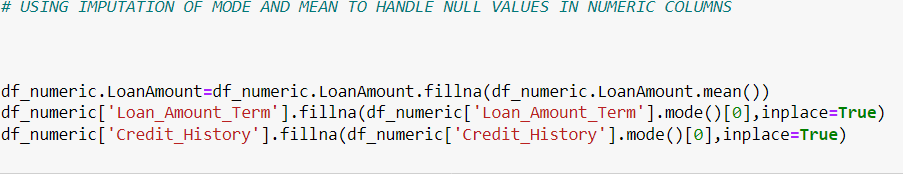 # USING IMPUTATION OF MODE AND MEAN TO HANDLE NULL VALUES IN NUMERIC COLUMNS
df_numeric.LoanAmount=df_numeric.LoanAmount.fillna(df_numeric.LoanAmount.mean())
df_numeric['Loan_Amount_Term'].fillna(df_numeric['Loan_Amount_Term'].mode()[0],inplace=True)
df_numeric['Credit_History'].fillna(df_numeric['Credit_History'].mode()[0],inplace=True)